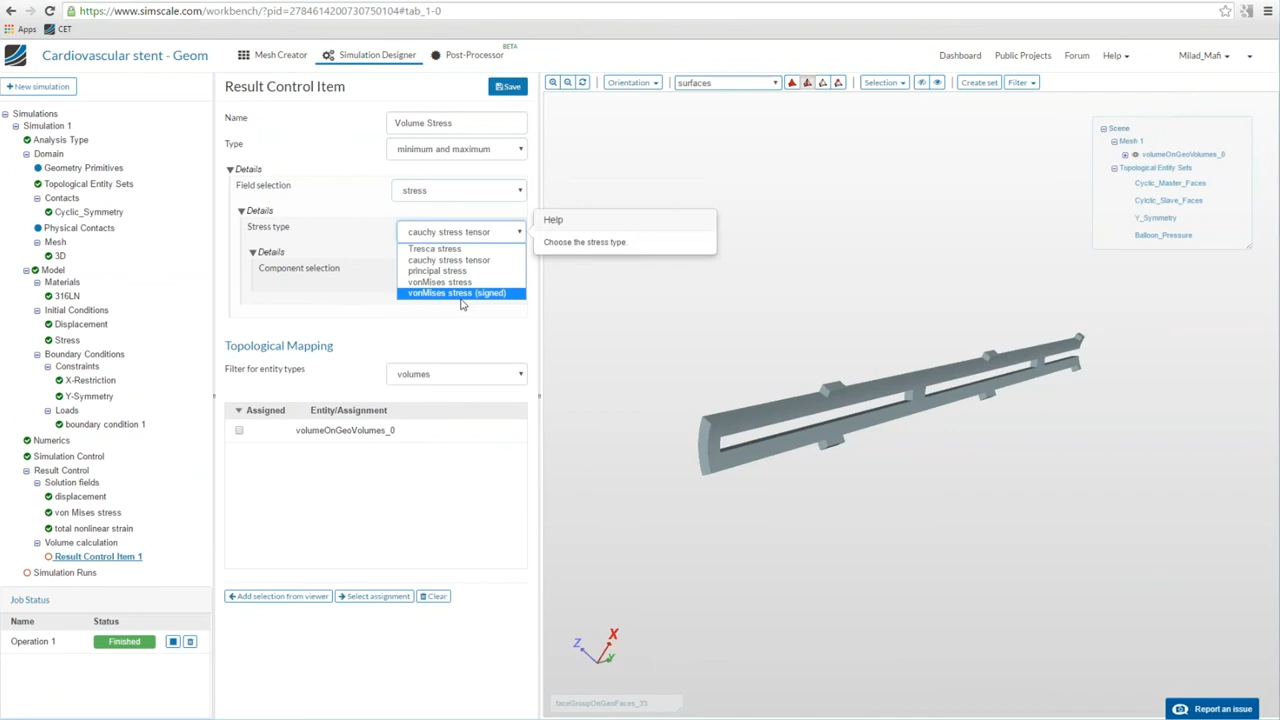 https://www.simscale.com/workbench/?pid=2784614200730750104#tab_1-0
Apps CET
Cardiovascular stent - Geom
Mesh Creator Simulation Designer Post-Processor BETA
Dashboard Public Projects Forum Help Milad_Mafi
+ New simulation
Simulations
Simulation 1
Analysis Type
Domain
Geometry Primitives
Topological Entity Sets
Contacts
Cyclic_Symmetry
Physical Contacts
Mesh
3D
Model
Materials
316LN
Initial Conditions
Displacement
Stress
Boundary Conditions
Constraints
X-Restriction
Y-Symmetry
Loads
boundary condition 1
Numerics
Simulation Control
Result Control
Solution fields
displacement
von Mises stress
total nonlinear strain
Volume calculation
Result Control Item 1
Simulation Runs
Job Status
Name Status
Operation 1 Finished
Result Control Item
Save
Name Volume Stress
Type minimum and maximum
Details
Field selection stress
Details
Stress type cauchy stress tensor
Tresca stress
cauchy stress tensor
principal stress
vonMises stress
vonMises stress (signed)
Details
Component selection
Help
Choose the stress type.
Topological Mapping
Filter for entity types volumes
Assigned Entity/Assignment
volumeOnGeoVolumes_0
Add selection from viewer Select assignment Clear
Orientation surfaces Selection Create set Filter
Scene
Mesh 1
volumeOnGeoVolumes_0
Topological Entity Sets
Cyclic_Master_Faces
Cylclic_Slave_Faces
Y_Symmetry
Balloon_Pressure
X
Z
Y
faceGroupOnGeoFaces_33
Report an issue